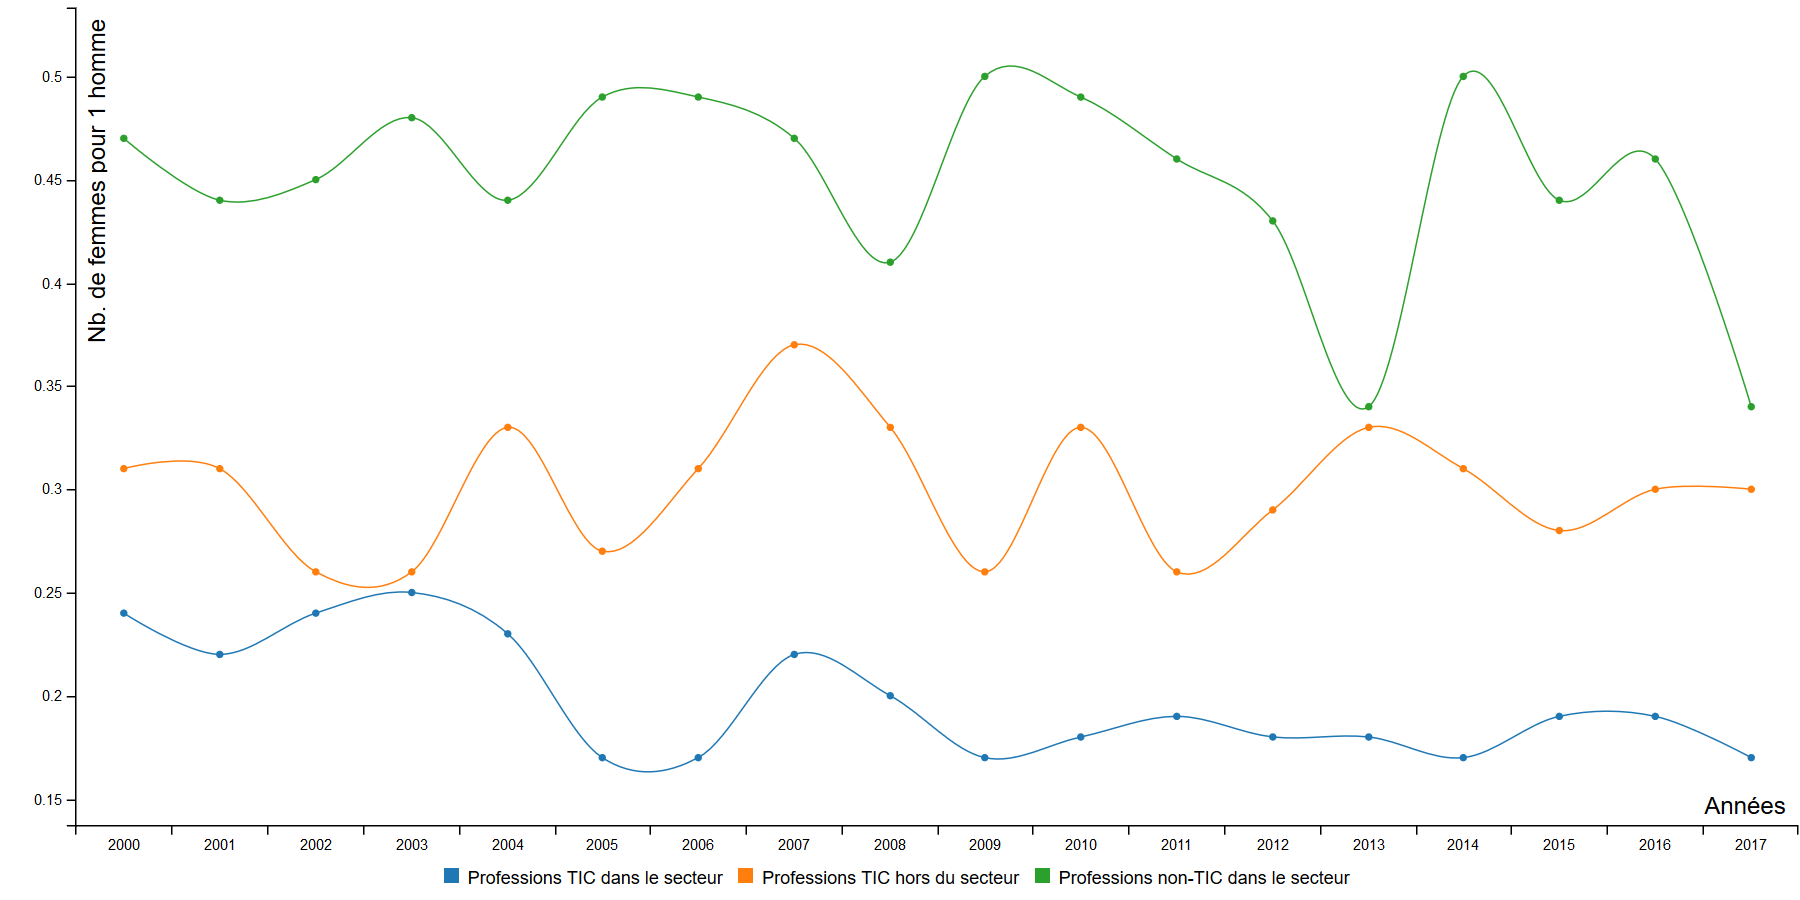 Nb. de femmes pour 1 homme
0.5
0.45
0.4
0.35
0.3
0.25
0.2
0.15
Années
2000 2001 2002 2003 2004 2005 2006 2007 2008 2009 2010 2011 2012 2013 2014 2015 2016 2017
Professions TIC dans le secteur Professions TIC hors du secteur Professions non-TIC dans le secteur